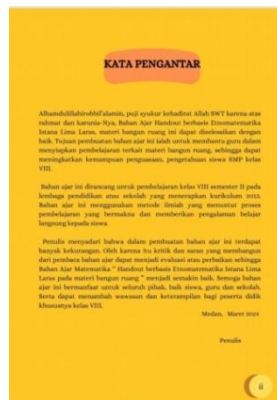 KATA PENGANTAR
Alhamdulillahirobbil'alamin, puji syukur kehadirat Allah SWT karena atas
rahmat dan karunia-Nya, Bahan Ajar Handout berbasis Etnomatematika
Istana Lima Laras, materi bangun ruang ini dapat diselesaikan dengan
baik. Tujuan pembuatan bahan ajar ini ialah untuk membantu guru dalam
menyiapkan pembelajaran terkait materi bangun ruang, sehingga dapat
meningkatkan kemampuan penguasaan, pengetahuan siswa SMP kelas
VIII.
Bahan ajar ini dirancang untuk pembelajaran kelas VIII semester II pada
lembaga pendidikan atau sekolah yang menerapkan kurikulum 2013.
Bahan ajar ini menggunakan metode ilmiah yang menuntut proses
pembelajaran yang bermakna dan memberikan pengalaman belajar
langsung kepada siswa.
Penulis menyadari bahwa dalam pembuatan bahan ajar ini terdapat
banyak kekurangan. Oleh karena itu kritik dan saran yang membangun
dari pembaca bahan ajar dapat menjadi evaluasi atau perbaikan sehingga
Bahan Ajar Matematika " Handout berbasis Etnomatematika Istana Lima
Laras pada materi bangun ruang " menjadi semakin baik. Semoga bahan
ajar ini bermanfaat untuk seluruh pihak, baik siswa, guru dan sekolah.
Serta dapat menambah wawasan dan keterampilan bagi peserta didik
khususnya kelas VIII.
Medan, Maret 2024
Penulis
ii